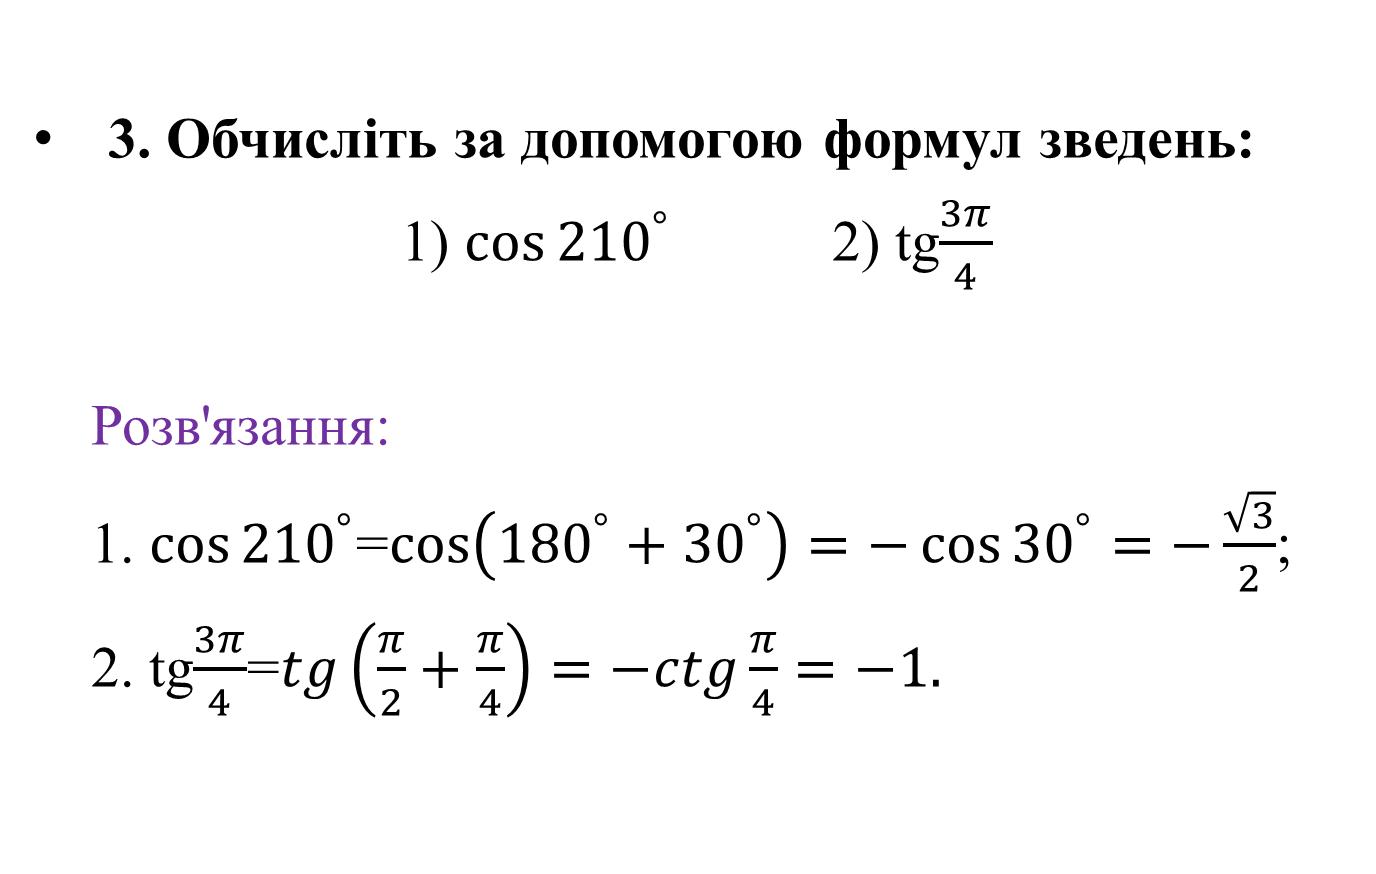 • 3. Обчисліть за допомогою формул зведень:
1) cos 210° 2) tg 3π/4
Розв'язання:
1. cos 210°=cos(180° + 30°) = − cos 30° = − √3/2;
2. tg 3π/4=tg (π/2 + π/4) = −ctg π/4 = −1.